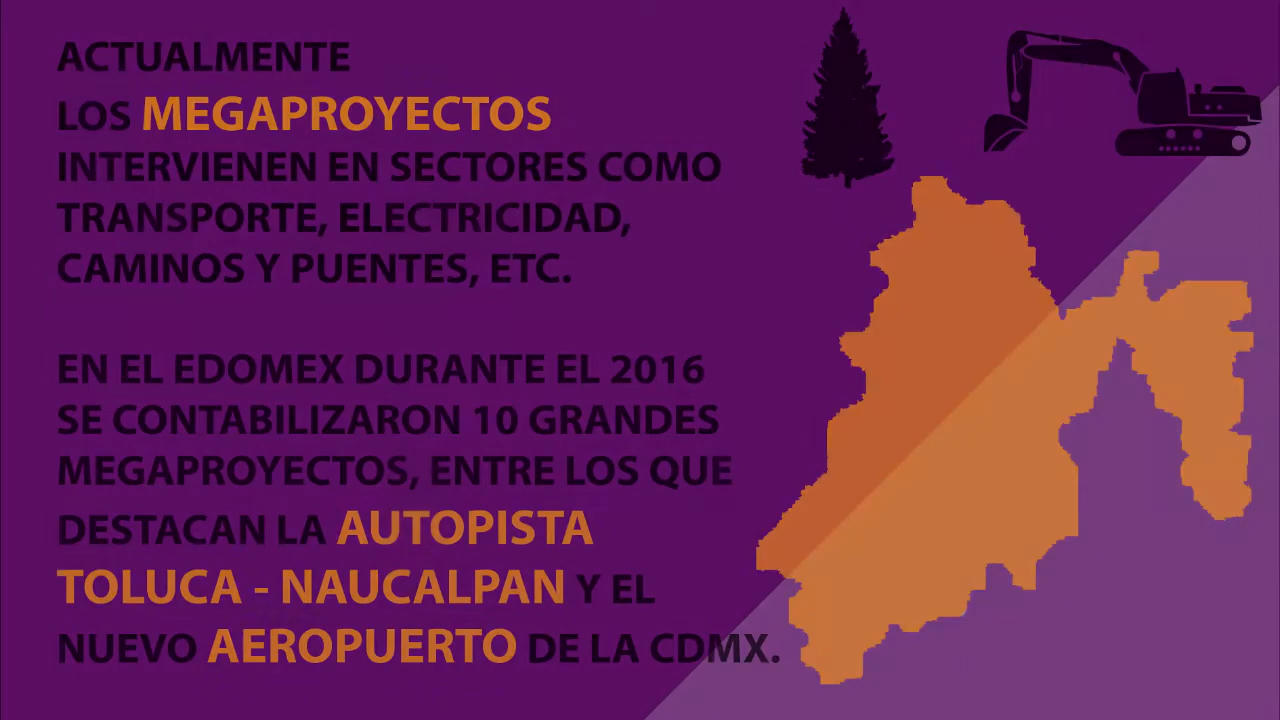 ACTUALMENTE
LOS MEGAPROYECTOS
INTERVIENEN EN SECTORES COMO
TRANSPORTE, ELECTRICIDAD,
CAMINOS Y PUENTES, ETC.
EN EL EDOMEX DURANTE EL 2016
SE CONTABILIZARON 10 GRANDES
MEGAPROYECTOS, ENTRE LOS QUE
DESTACAN LA AUTOPISTA
TOLUCA - NAUCALPAN Y EL
NUEVO AEROPUERTO DE LA CDMX.